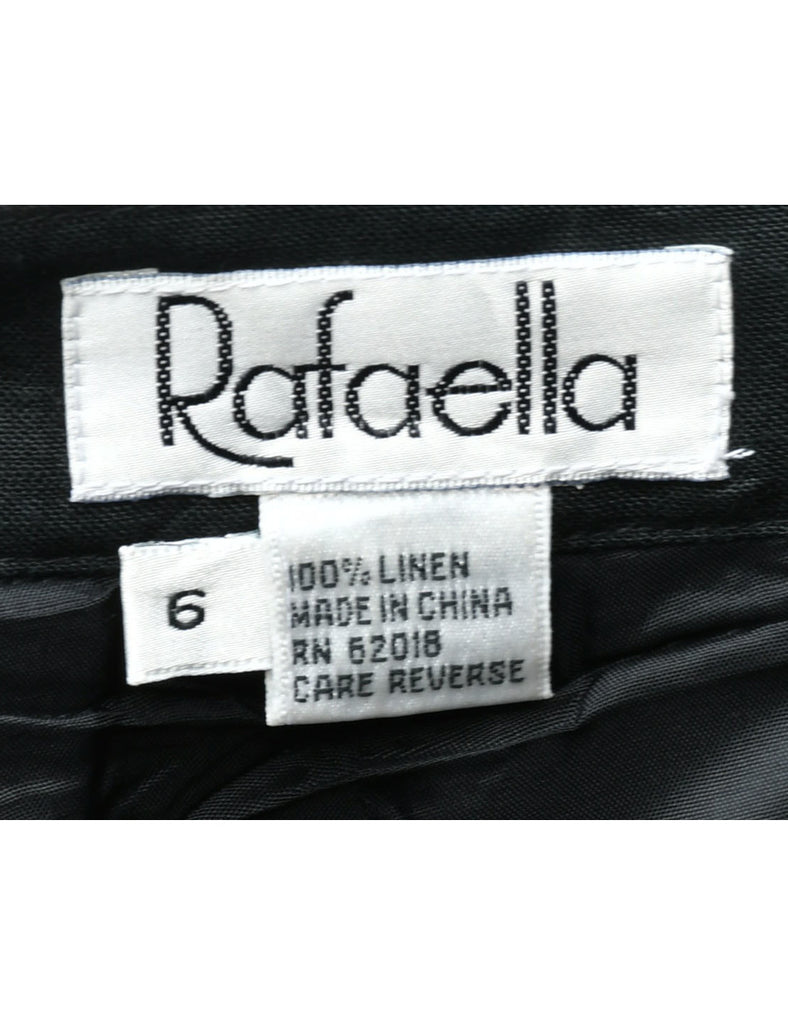 Rafaella
6
100% LINEN
MADE IN CHINA
RN 62018
CARE REVERSE